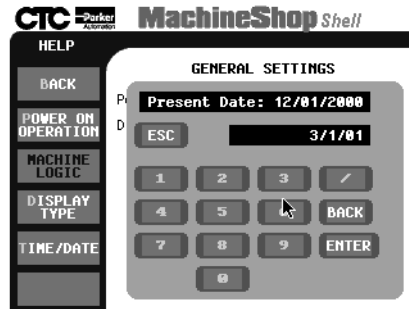 CTC Parker Automation MachineShop Shell
HELP
GENERAL SETTINGS
BACK
Present Date: 12/01/2000
POWER ON
OPERATION
D
ESC 3/1/01
MACHINE
LOGIC
1 2 3 /
DISPLAY
TYPE
4 5 BACK
TIME/DATE
7 8 9 ENTER
0